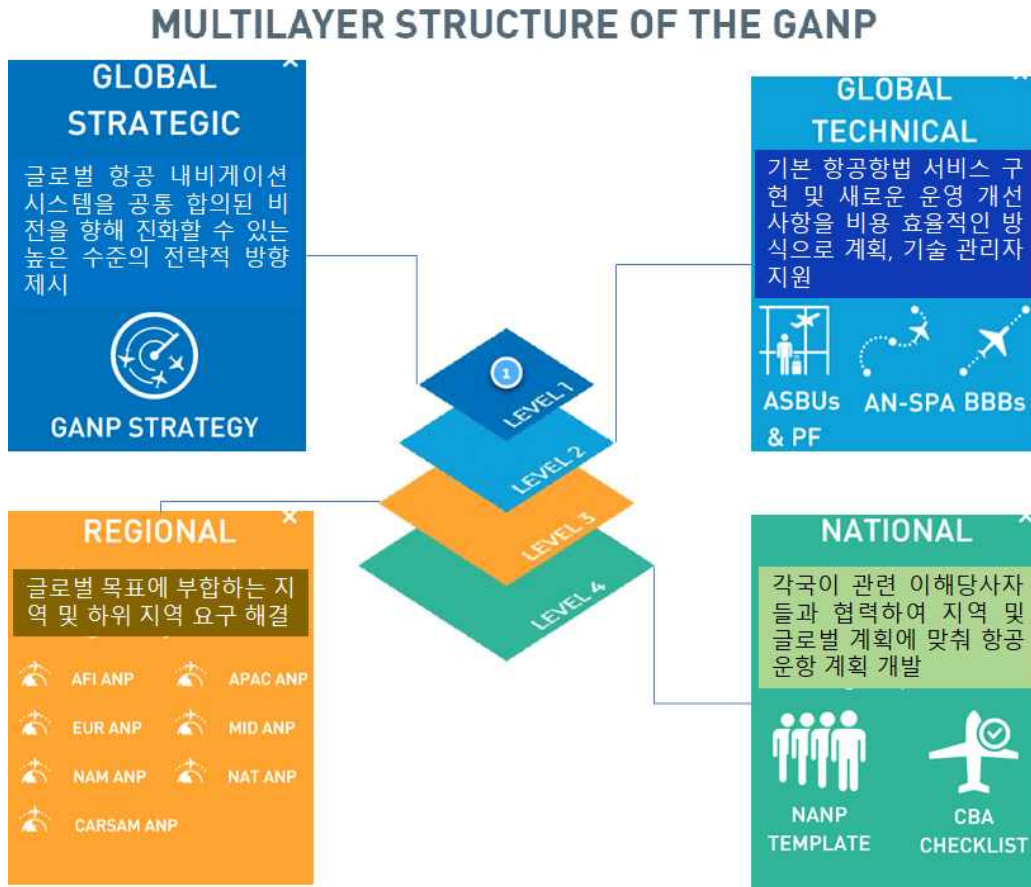 MULTILAYER STRUCTURE OF THE GANP
GLOBAL
STRATEGIC
글로벌 항공 내비게이션
시스템을 공통 합의된 비
전을 향해 진화할 수 있는
높은 수준의 전략적 방향
제시
GANP STRATEGY
GLOBAL
TECHNICAL
기본 항공항법 서비스 구
현 및 새로운 운영 개선
사항을 비용 효율적인 방
식으로 계획, 기술 관리자
지원
ASBUs
& PF
AN-SPA
BBBs
1
LEVEL 1
LEVEL 2
LEVEL 3
LEVEL 4
REGIONAL
글로벌 목표에 부합하는 지
역 및 하위 지역 요구 해결
AFI ANP
APAC ANP
EUR ANP
MID ANP
NAM ANP
NAT ANP
CARSAM ANP
NATIONAL
각국이 관련 이해당사자
들과 협력하여 지역 및
글로벌 계획에 맞춰 항공
운항 계획 개발
NANP
TEMPLATE
CBA
CHECKLIST